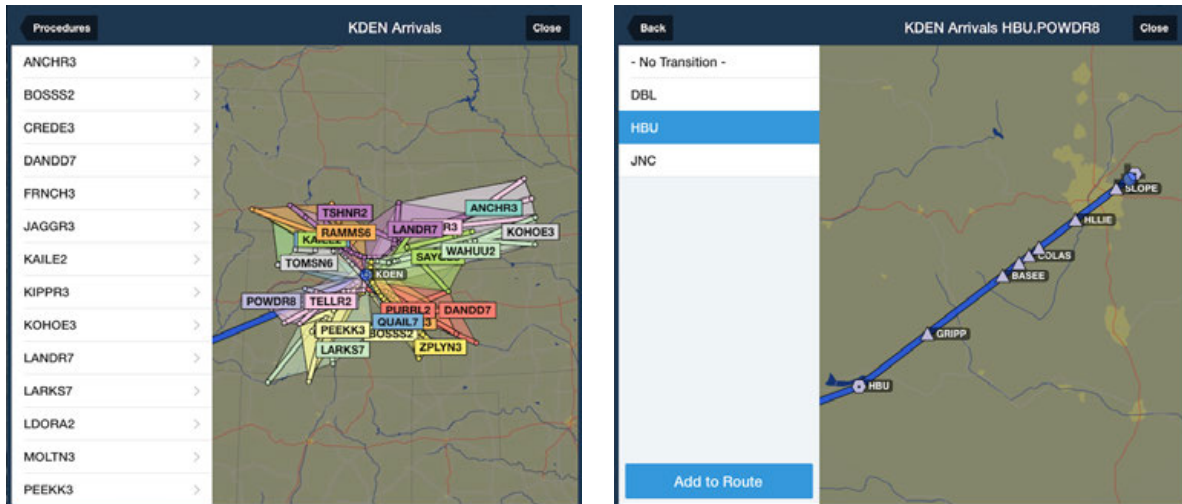 Procedures
KDEN Arrivals
Close
ANCHR3
BOSSS2
CREDE3
DANDD7
FRNCH3
JAGGR3
KAILE2
KIPPR3
KOHOE3
LANDR7
LARKS7
LDORA2
MOLTN3
PEEKK3
TSHNR2
ANCHR3
RAMMS6
LANDR7
R3
KOHOE3
WAHUU2
TOMSN6
KDEN
POWDR8
TELLR2
PURRL2
DANDD7
QUAIL7
PEEKK3
BOSSS2
LARKS7
ZPLYN3
Back
KDEN Arrivals HBU.POWDR8
Close
- No Transition -
DBL
HBU
JNC
Add to Route
SLOPE
HLLIE
COLAS
BASEE
GRIPP
HBU